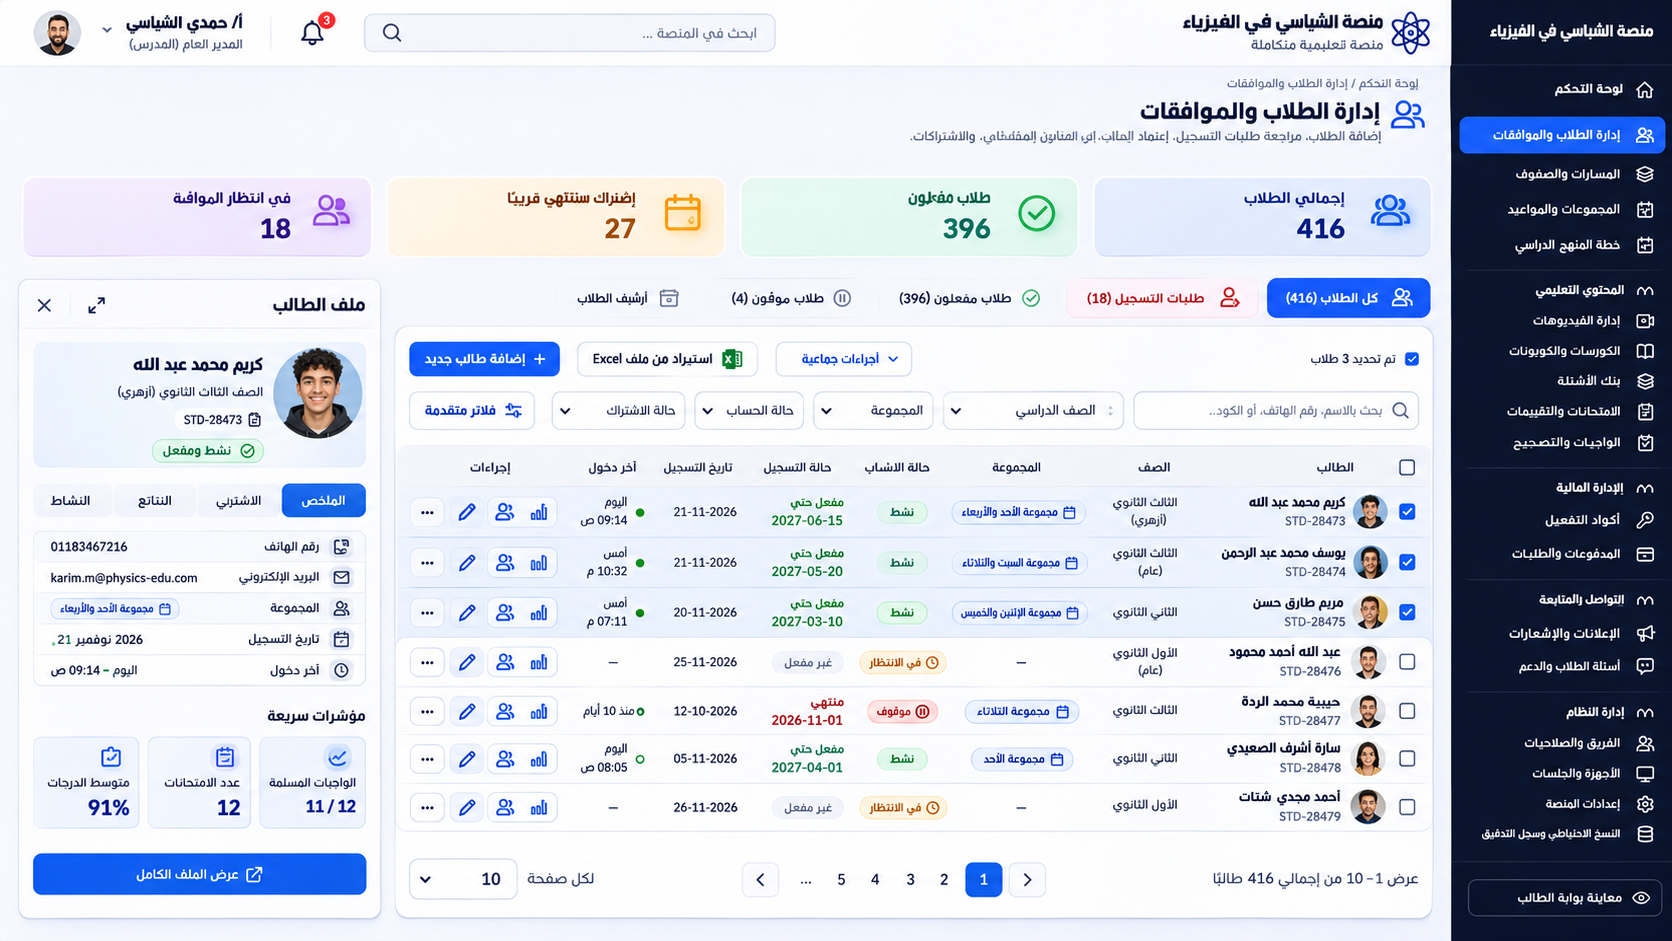 منصة الشباسي في الفيزياء
لوحة التحكم
إدارة الطلاب والموافقات
المسارات والصفوف
المجموعات والمواعيد
خطة المنهج الدراسي
المحتوى التعليمي
إدارة الفيديوهات
الكورسات والكوبونات
بنك الأسئلة
الامتحانات والتقييمات
الواجبات والتصحيح
الإدارة المالية
أكواد التفعيل
المدفوعات والطلبات
التواصل والمتابعة
الإعلانات والإشعارات
أسئلة الطلاب والدعم
إدارة النظام
الفريق والصلاحيات
الأجهزة والجلسات
إعدادات المنصة
النسخ الاحتياطي وسجل التدقيق
معاينة بوابة الطالب
منصة الشياسي في الفيزياء
منصة تعليمية متكاملة
ابحث في المنصة ...
3
أ/ حمدي الشياسي
المدير العام (المدرس)
لوحة التحكم / إدارة الطلاب والموافقات
إدارة الطلاب والموافقات
إضافة الطلاب، مراجعة طلبات التسجيل، إعتماد والاشتراكات.
إجمالي الطلاب
416
طلاب مفعلون
396
إشتراك ستنتهي قريبًا
27
في انتظار الموافقة
18
كل الطلاب (416)
طلبات التسجيل (18)
طلاب مفعلون (396)
طلاب موقون (4)
أرشيف الطلاب
تم تحديد 3 طلاب
أجراءات جماعية
استيراد من ملف Excel
+ إضافة طالب جديد
بحث بالاسم، رقم الهاتف، أو الكود..
الصف الدراسي
المجموعة
حالة الحساب
حالة الاشتراك
فلاتر متقدمة
الطالب الصف المجموعة حالة الاشاب حالة التسجيل تاريخ التسجيل آخر دخول إجراءات
كريم محمد عبد الله الثالث الثانوي مجموعة الأحد والأربعاء نشط مفعل حتي 21-11-2026 اليوم
STD-28473 (أزهري) 2027-06-15 09:14 ص
يوسف محمد عبد الرحمن الثالث الثانوي مجموعة السبت والثلاثاء نشط مفعل حتي 21-11-2026 أمس
STD-28474 (عام) 2027-05-20 10:32 م
مريم طارق حسن الثاني الثانوي مجموعة الإثنين والخميس نشط مفعل حتي 20-11-2026 أمس
STD-28475 2027-03-10 07:11 م
عبد الله أحمد محمود الأول الثانوي — في الانتظار غير مفعل 25-11-2026 —
STD-28476 (عام)
حبيبة محمد الردة الثالث الثانوي مجموعة الثلاثاء موقوف منتهي 12-10-2026 منذ 10 أيام
STD-28477 2026-11-01
سارة أشرف الصعيدي الثاني الثانوي مجموعة الأحد نشط مفعل حتي 05-11-2026 اليوم
STD-28478 2027-04-01 08:05 ص
أحمد مجدي شتات الأول الثانوي — في الانتظار غير مفعل 26-11-2026 —
STD-28479
عرض 1- 10 من إجمالي 416 طالبًا
1 2 3 4 5 ...
لكل صفحة
10
ملف الطالب
كريم محمد عبد الله
الصف الثالث الثانوي (أزهري)
STD-28473
نشط ومفعل
الملخص
الاشتربي
النتائج
النشاط
رقم الهاتف 01183467216
البريد الإلكتروني karim.m@physics-edu.com
المجموعة مجموعة الأحد والأربعاء
تاريخ التسجيل 21 نوفمبر 2026
آخر دخول اليوم - 09:14 ص
مؤشرات سريعة
الواجبات المسلمة
11 / 12
عدد الامتحانات
12
متوسط الدرجات
91%
عرض الملف الكامل